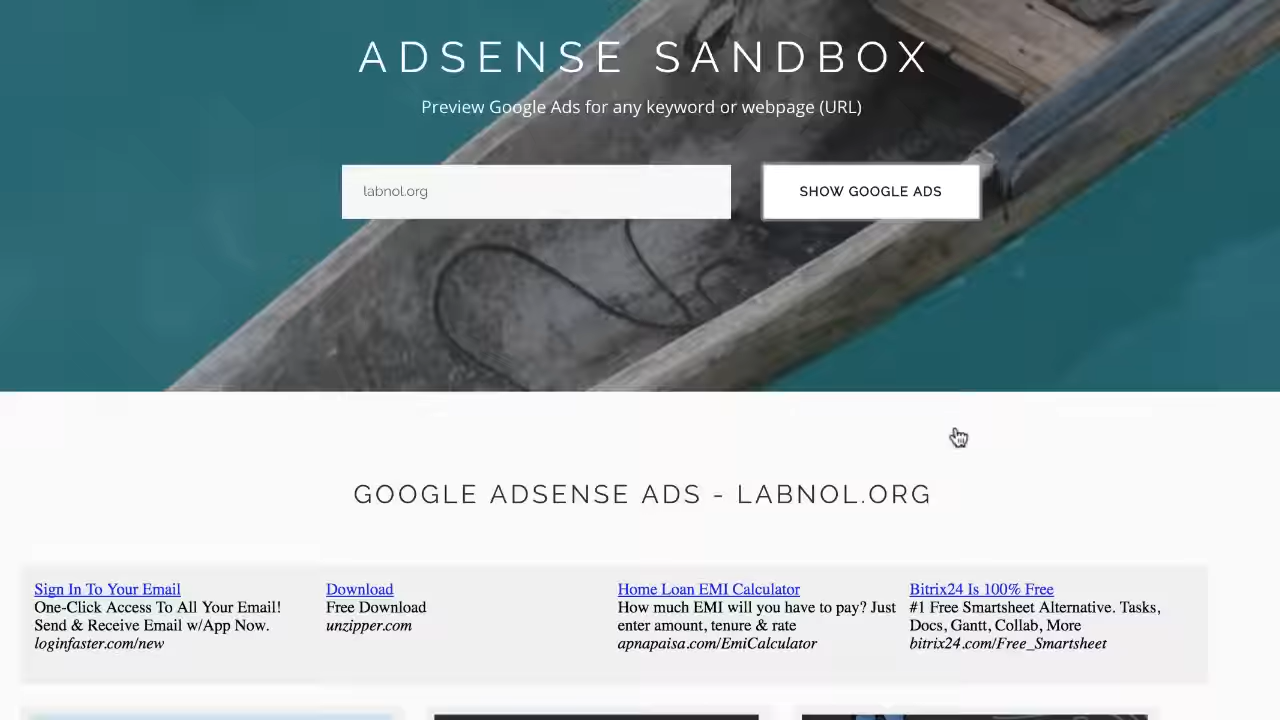 ADSENSE SANDBOX
Preview Google Ads for any keyword or webpage (URL)
labnol.org
SHOW GOOGLE ADS
GOOGLE ADSENSE ADS - LABNOL.ORG
Sign In To Your Email
One-Click Access To All Your Email!
Send & Receive Email w/App Now.
loginfaster.com/new
Download
Free Download
unzipper.com
Home Loan EMI Calculator
How much EMI will you have to pay? Just
enter amount, tenure & rate
apnapaisa.com/EmiCalculator
Bitrix24 Is 100% Free
#1 Free Smartsheet Alternative. Tasks,
Docs, Gantt, Collab, More
bitrix24.com/Free_Smartsheet